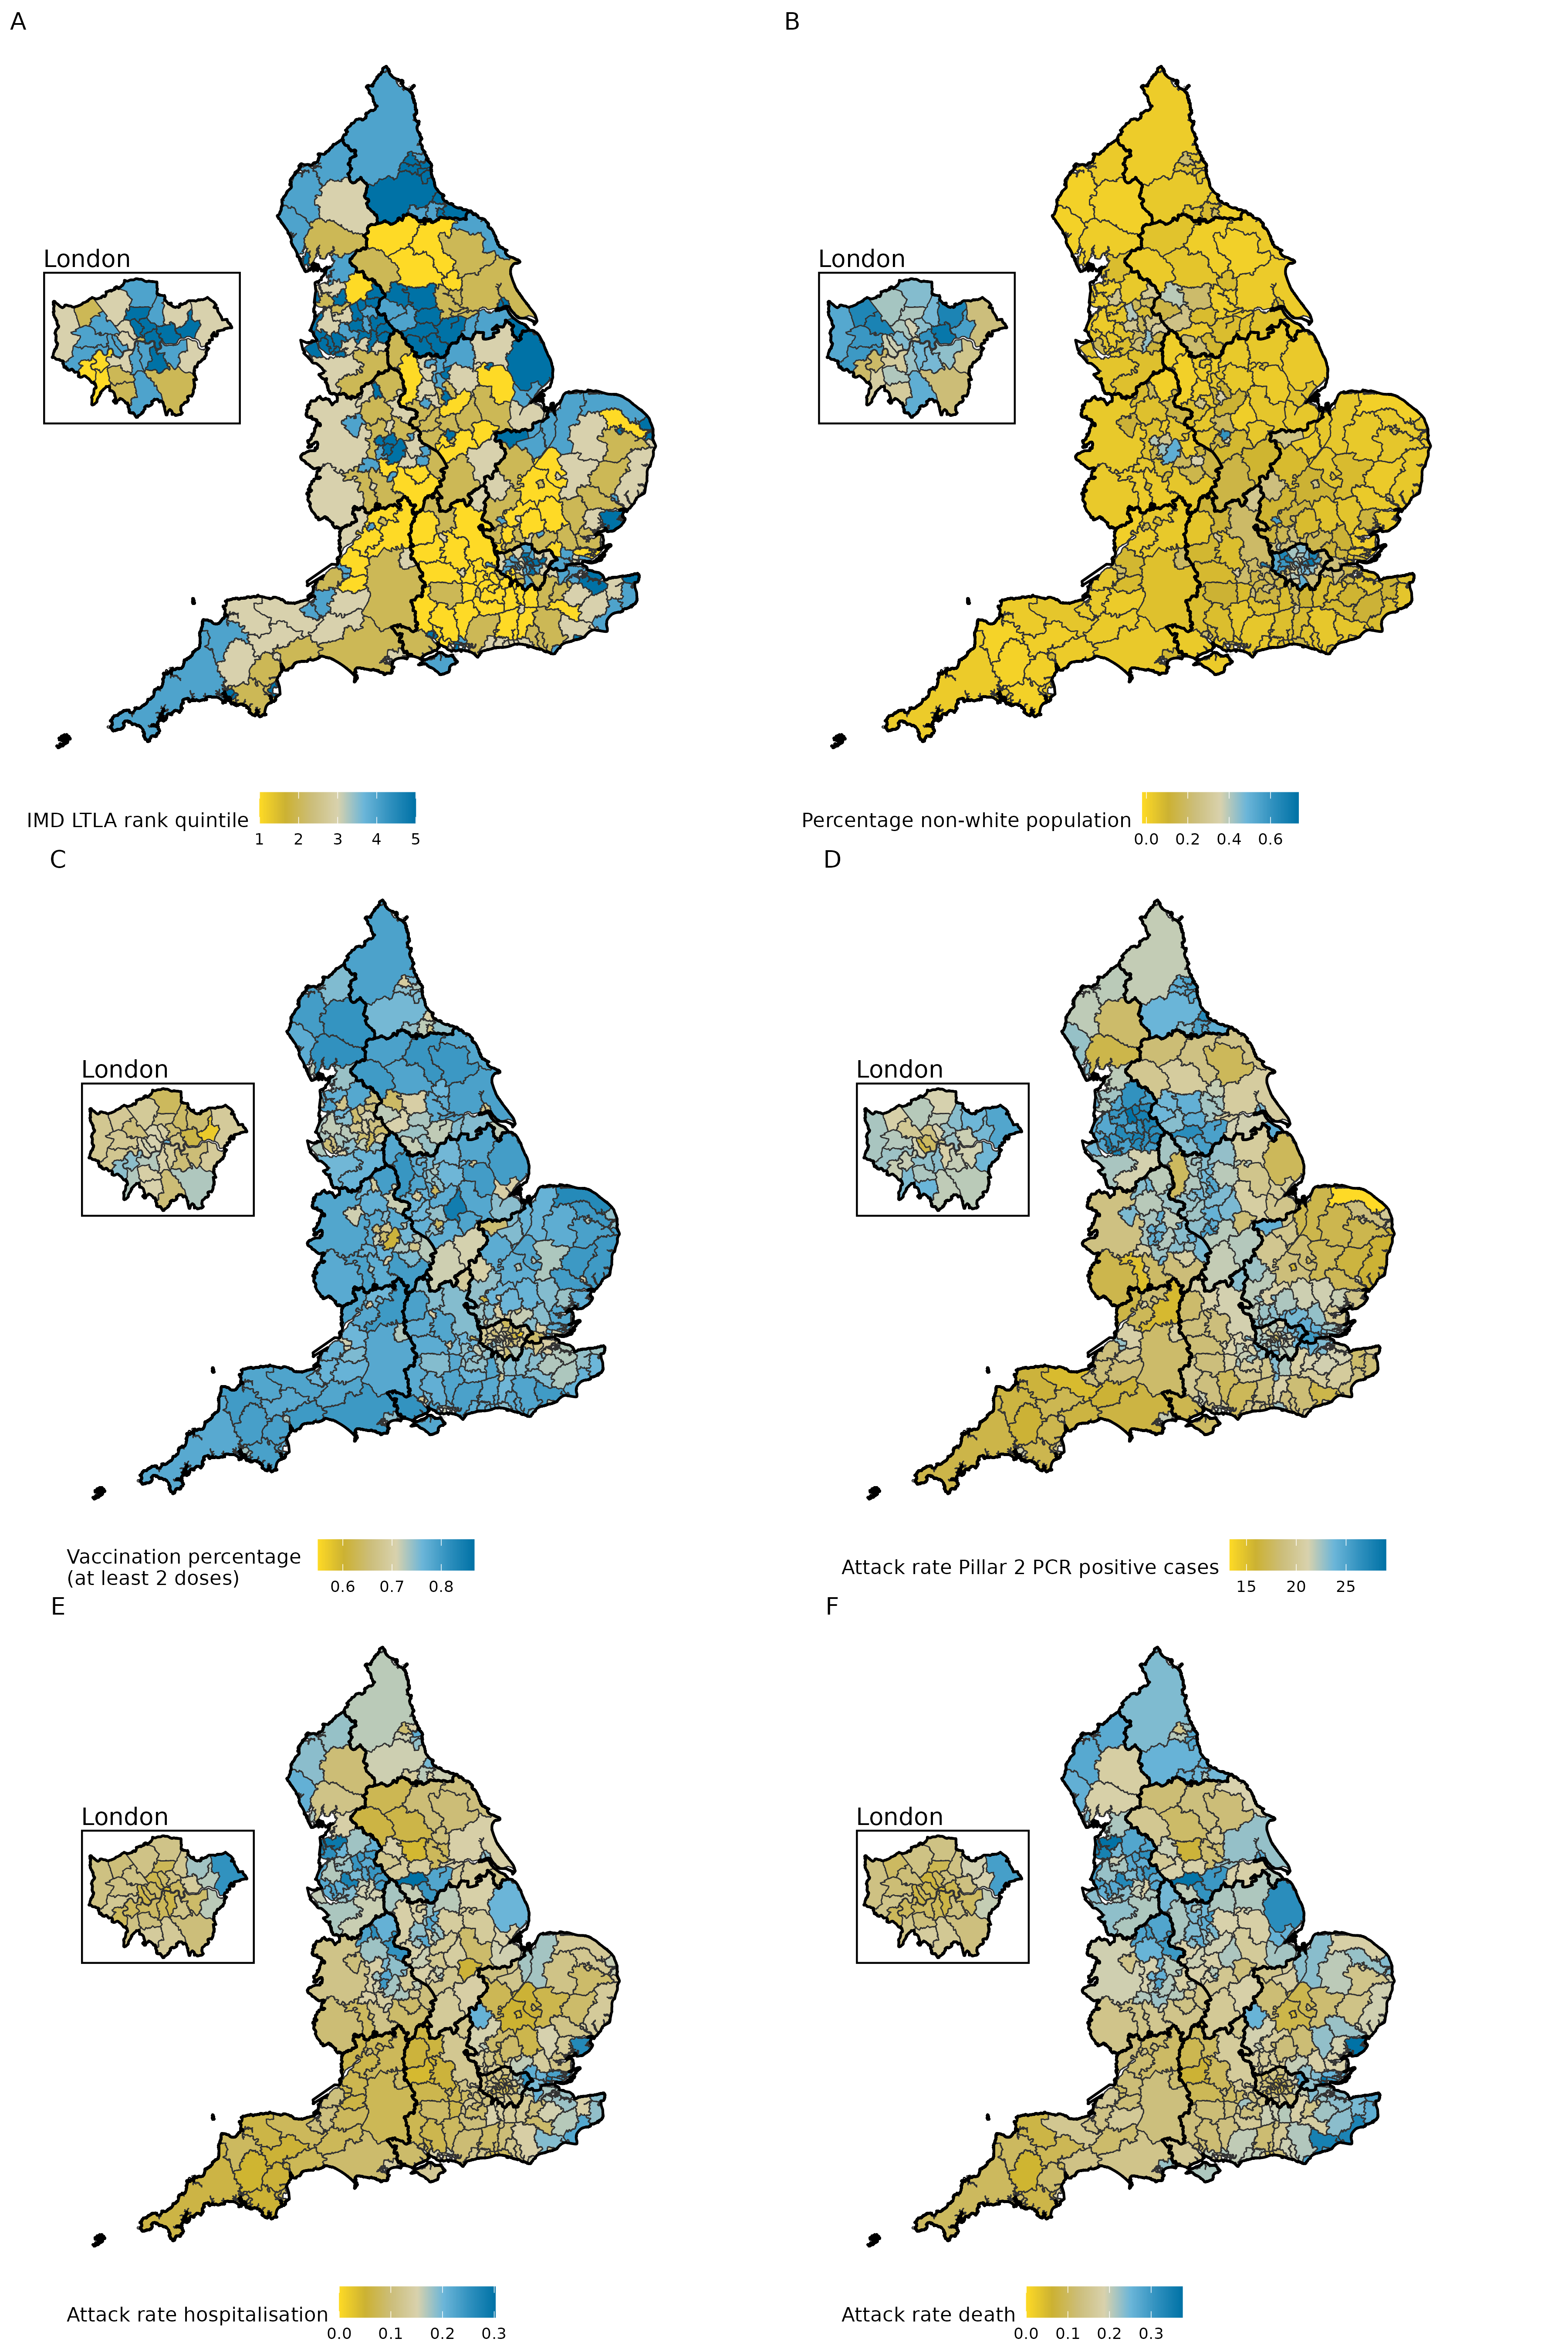 A
B
London
London
IMD LTLA rank quintile
1 2 3 4 5
Percentage non-white population
0.0 0.2 0.4 0.6
C
D
London
London
Vaccination percentage
(at least 2 doses)
0.6 0.7 0.8
Attack rate Pillar 2 PCR positive cases
15 20 25
E
F
London
London
Attack rate hospitalisation
0.0 0.1 0.2 0.3
Attack rate death
0.0 0.1 0.2 0.3